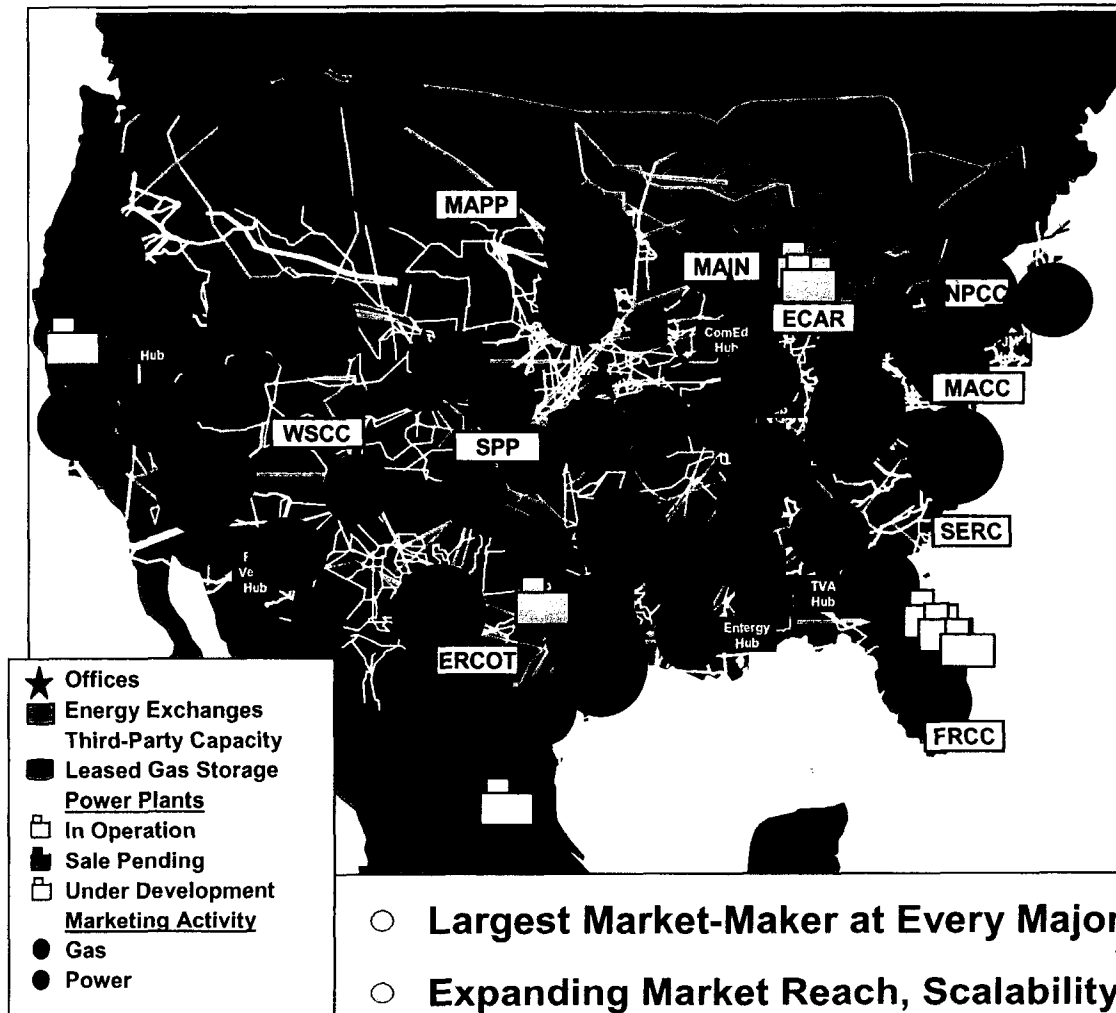 MAPP
MAIN
NPCC
ECAR
ComEd
Hub
Hub
MACC
WSCC
SPP
SERC
Hub
TVA
Hub
Entergy
Hub
ERCOT
FRCC
Offices
Energy Exchanges
Third-Party Capacity
Leased Gas Storage
Power Plants
In Operation
Sale Pending
Under Development
Marketing Activity
Gas
Power
○ Largest Market-Maker at Every Major
○ Expanding Market Reach, Scalability